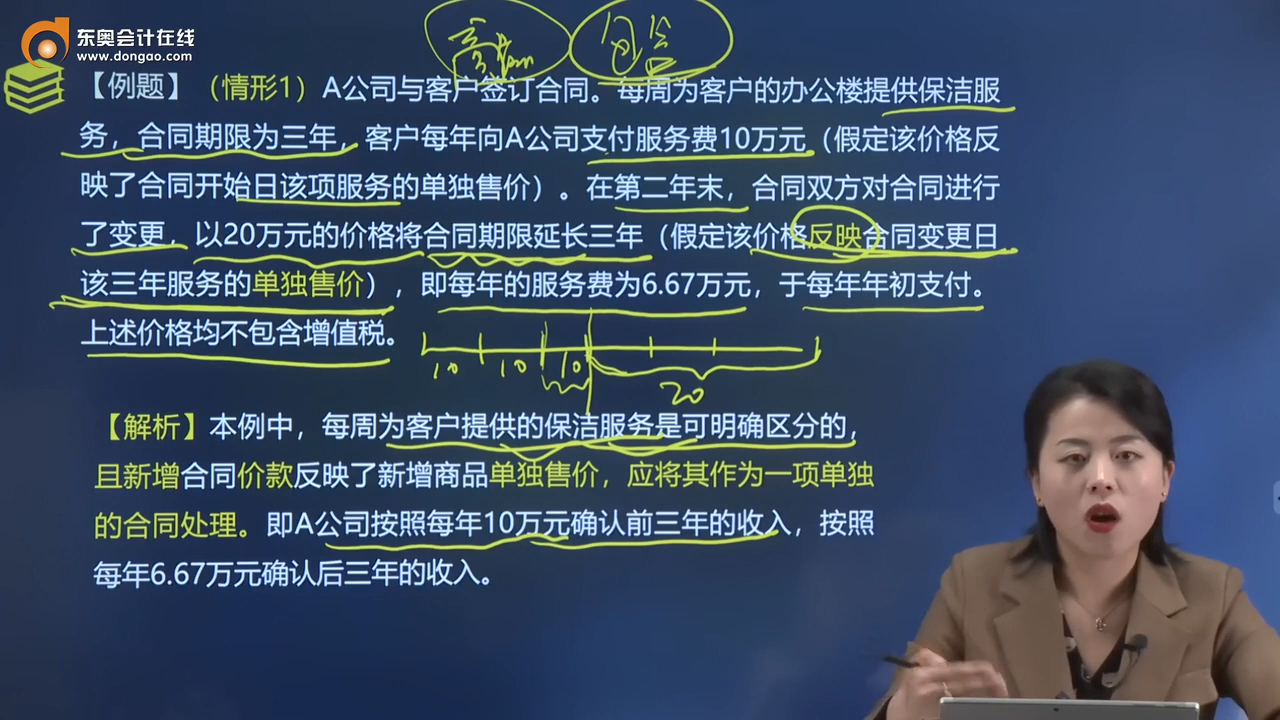 东奥会计在线
www.dongao.com
商品 包含
【例题】（情形1）A公司与客户签订合同。每周为客户的办公楼提供保洁服
务，合同期限为三年，客户每年向A公司支付服务费10万元（假定该价格反
映了合同开始日该项服务的单独售价）。在第二年末，合同双方对合同进行
了变更，以20万元的价格将合同期限延长三年（假定该价格反映合同变更日
该三年服务的单独售价），即每年的服务费为6.67万元，于每年年初支付。
上述价格均不包含增值税。
10 10 10 20
【解析】本例中，每周为客户提供的保洁服务是可明确区分的，
且新增合同价款反映了新增商品单独售价，应将其作为一项单独
的合同处理。即A公司按照每年10万元确认前三年的收入，按照
每年6.67万元确认后三年的收入。